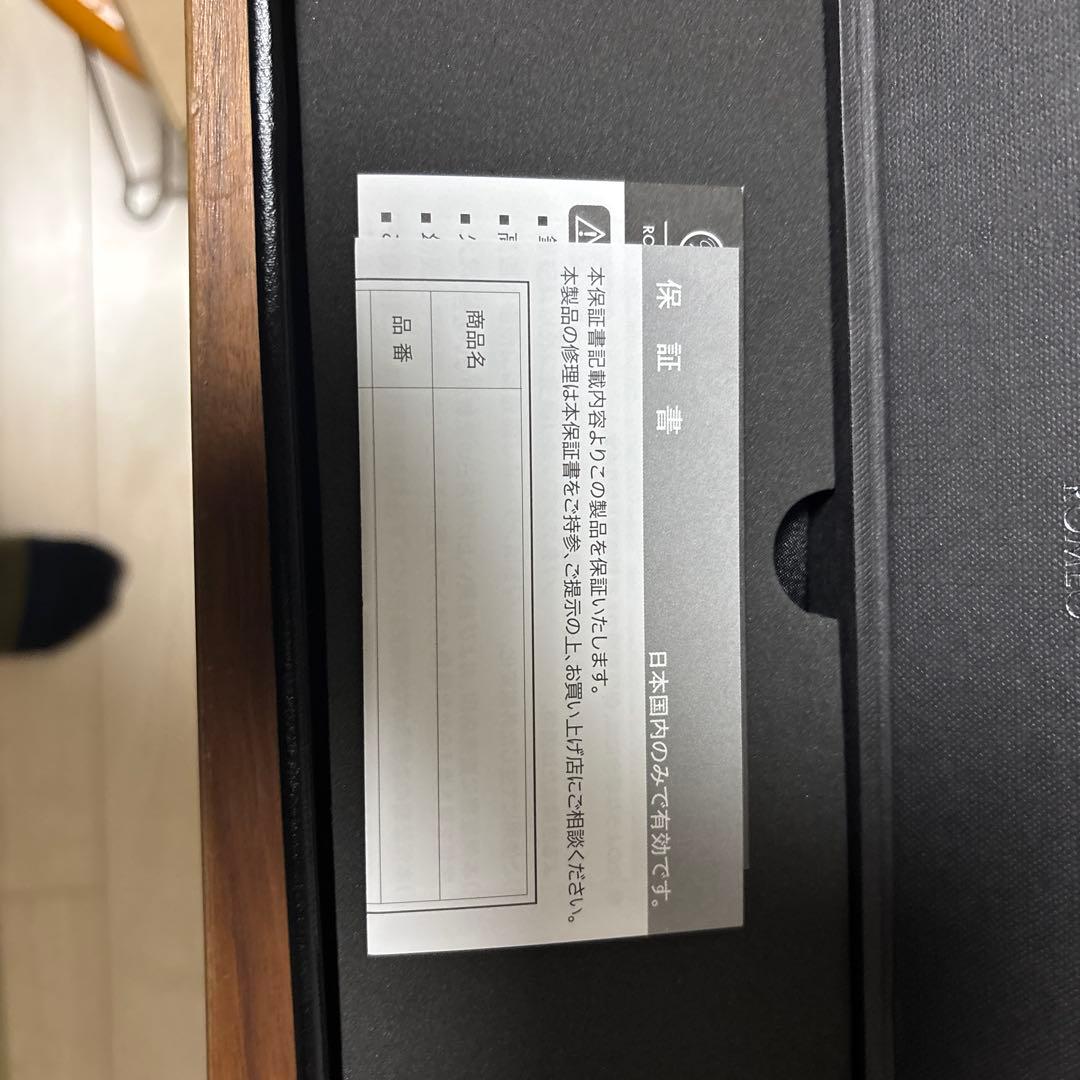 保証書
日本国内のみで有効です。
本保証書記載内容よりこの製品を保証いたします。
本製品の修理は本保証書をご持参、ご提示の上、お買い上げ店にご相談ください。
商品名
品番
RO
ROMEO